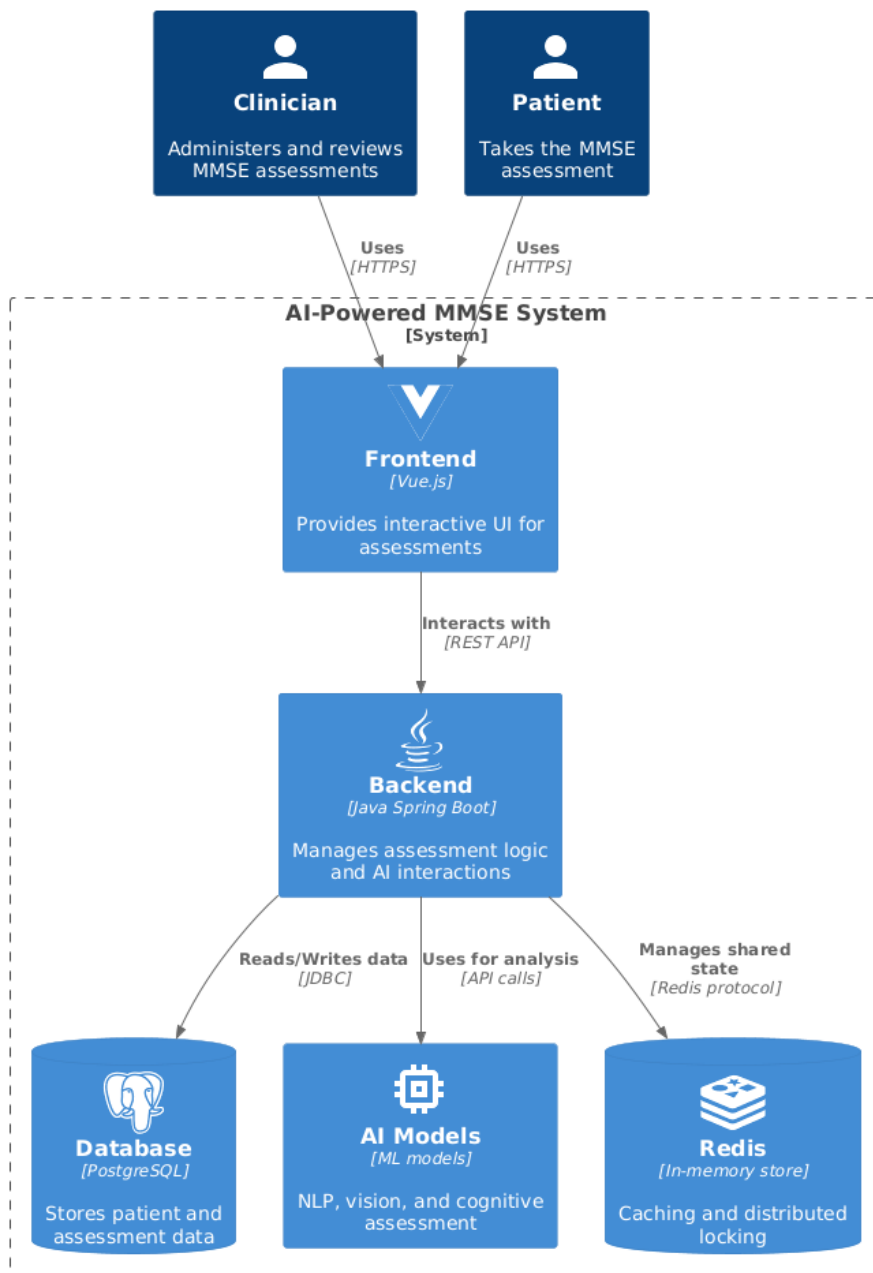 Clinician
Administers and reviews
MMSE assessments
Patient
Takes the MMSE
assessment
Uses
[HTTPS]
Uses
[HTTPS]
AI-Powered MMSE System
[System]
Frontend
[Vue.js]
Provides interactive UI for
assessments
Interacts with
[REST API]
Backend
[Java Spring Boot]
Manages assessment logic
and AI interactions
Reads/Writes data
[JDBC]
Uses for analysis
[API calls]
Manages shared
state
[Redis protocol]
Database
[PostgreSQL]
Stores patient and
assessment data
AI Models
[ML models]
NLP, vision, and cognitive
assessment
Redis
[In-memory store]
Caching and distributed
locking